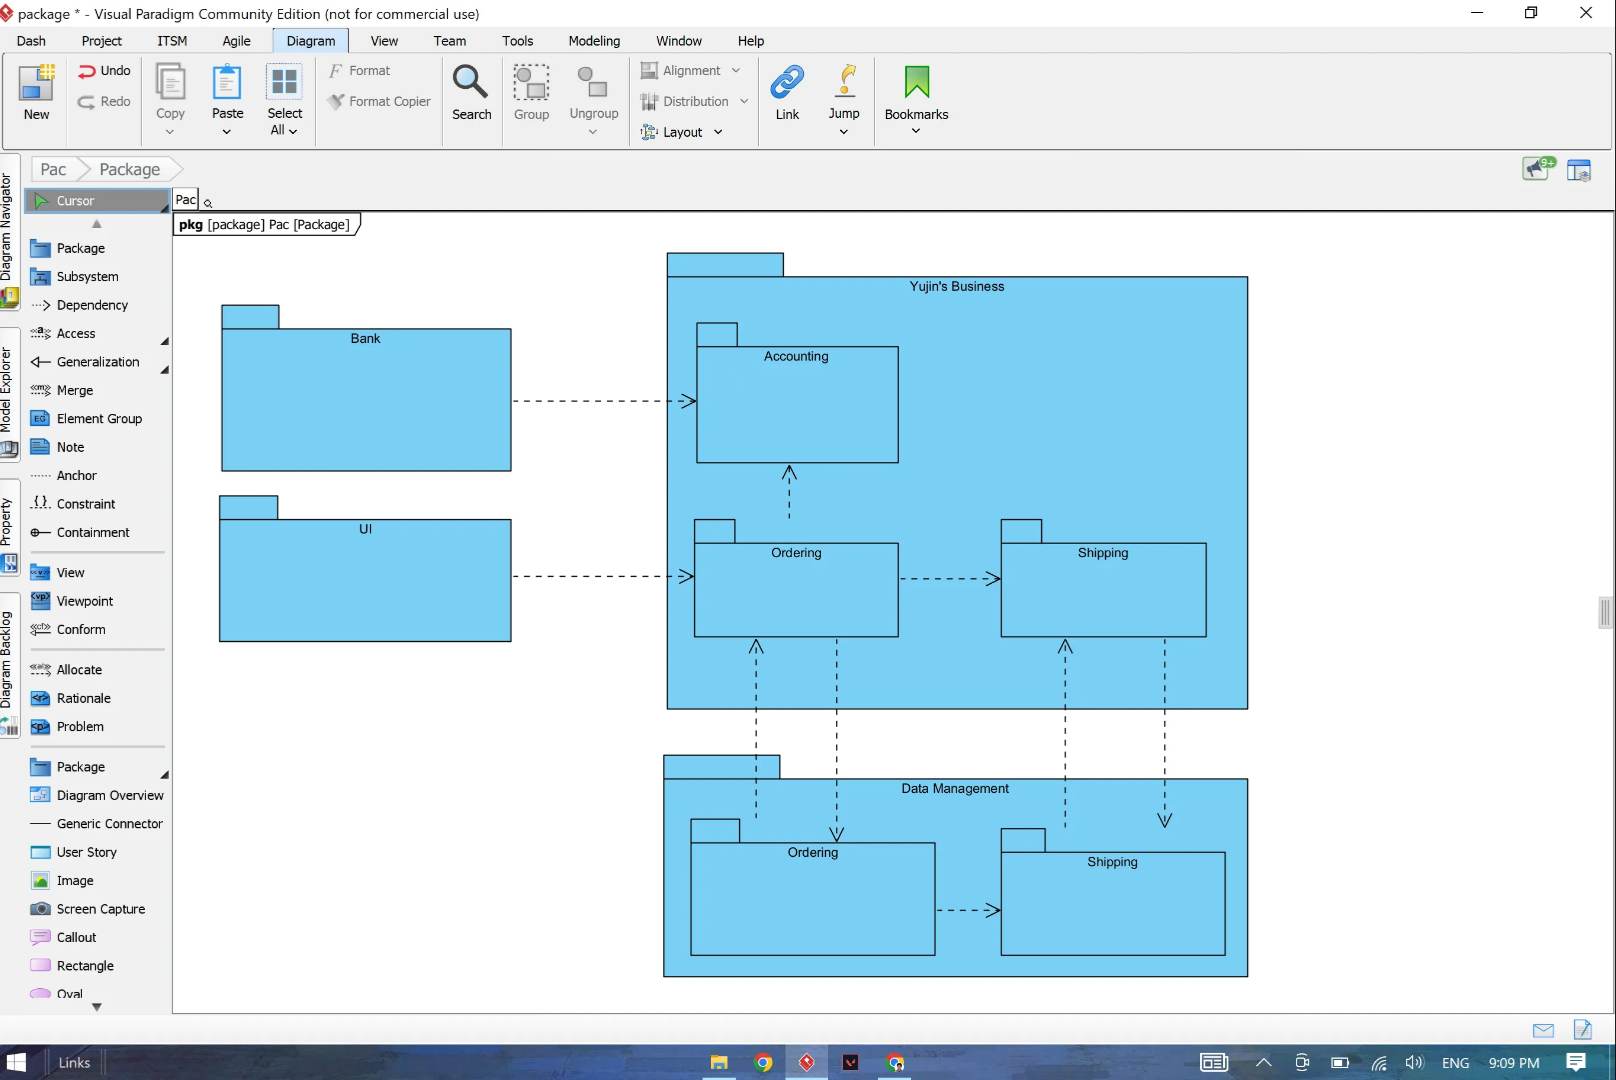 package * - Visual Paradigm Community Edition (not for commercial use)
Dash Project ITSM Agile Diagram View Team Tools Modeling Window Help
Undo F Format Alignment
Redo Format Copier Distribution
New Copy Paste Select All Search Group Ungroup Layout Link Jump Bookmarks
Pac Package 9+
Diagram Navigator
Model Explorer
Property
Diagram Backlog
Cursor
Package
Subsystem
Dependency
Access
Generalization
Merge
Element Group
Note
Anchor
Constraint
Containment
View
Viewpoint
Conform
Allocate
Rationale
Problem
Package
Diagram Overview
Generic Connector
User Story
Image
Screen Capture
Callout
Rectangle
Oval
Pac
pkg [package] Pac [Package]
Yujin's Business
Bank
Accounting
UI
Ordering
Shipping
Data Management
Ordering
Shipping
Links ENG 9:09 PM